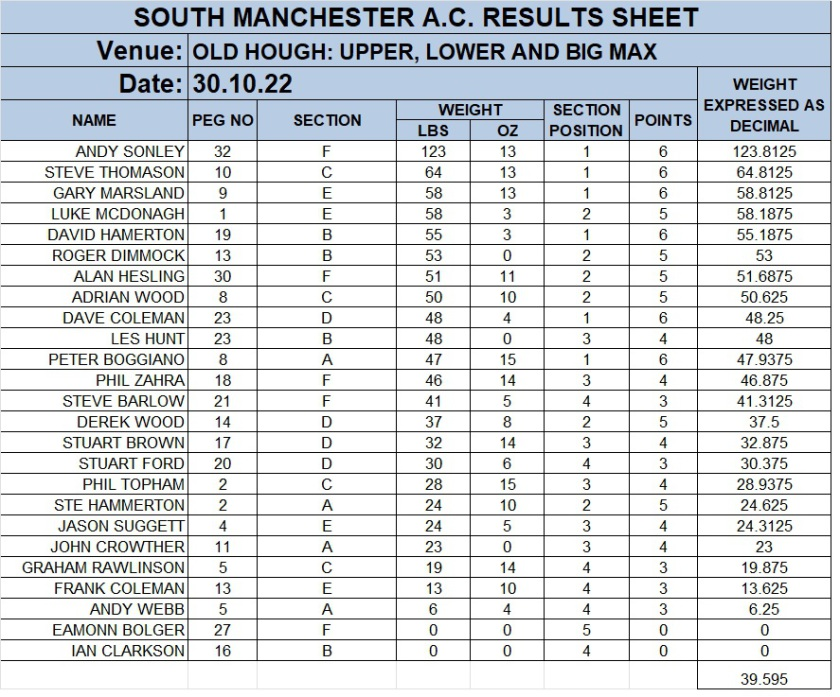 SOUTH MANCHESTER A.C. RESULTS SHEET
Venue: OLD HOUGH: UPPER, LOWER AND BIG MAX
Date: 30.10.22
NAME PEG NO SECTION WEIGHT LBS OZ SECTION POSITION POINTS WEIGHT EXPRESSED AS DECIMAL
ANDY SONLEY 32 F 123 13 1 6 123.8125
STEVE THOMASON 10 C 64 13 1 6 64.8125
GARY MARSLAND 9 E 58 13 1 6 58.8125
LUKE MCDONAGH 1 E 58 3 2 5 58.1875
DAVID HAMERTON 19 B 55 3 1 6 55.1875
ROGER DIMMOCK 13 B 53 0 2 5 53
ALAN HESLING 30 F 51 11 2 5 51.6875
ADRIAN WOOD 8 C 50 10 2 5 50.625
DAVE COLEMAN 23 D 48 4 1 6 48.25
LES HUNT 23 B 48 0 3 4 48
PETER BOGGIANO 8 A 47 15 1 6 47.9375
PHIL ZAHRA 18 F 46 14 3 4 46.875
STEVE BARLOW 21 F 41 5 4 3 41.3125
DEREK WOOD 14 D 37 8 2 5 37.5
STUART BROWN 17 D 32 14 3 4 32.875
STUART FORD 20 D 30 6 4 3 30.375
PHIL TOPHAM 2 C 28 15 3 4 28.9375
STE HAMMERTON 2 A 24 10 2 5 24.625
JASON SUGGETT 4 E 24 5 3 4 24.3125
JOHN CROWTHER 11 A 23 0 3 4 23
GRAHAM RAWLINSON 5 C 19 14 4 3 19.875
FRANK COLEMAN 13 E 13 10 4 3 13.625
ANDY WEBB 5 A 6 4 4 3 6.25
EAMONN BOLGER 27 F 0 0 5 0 0
IAN CLARKSON 16 B 0 0 4 0 0
39.595